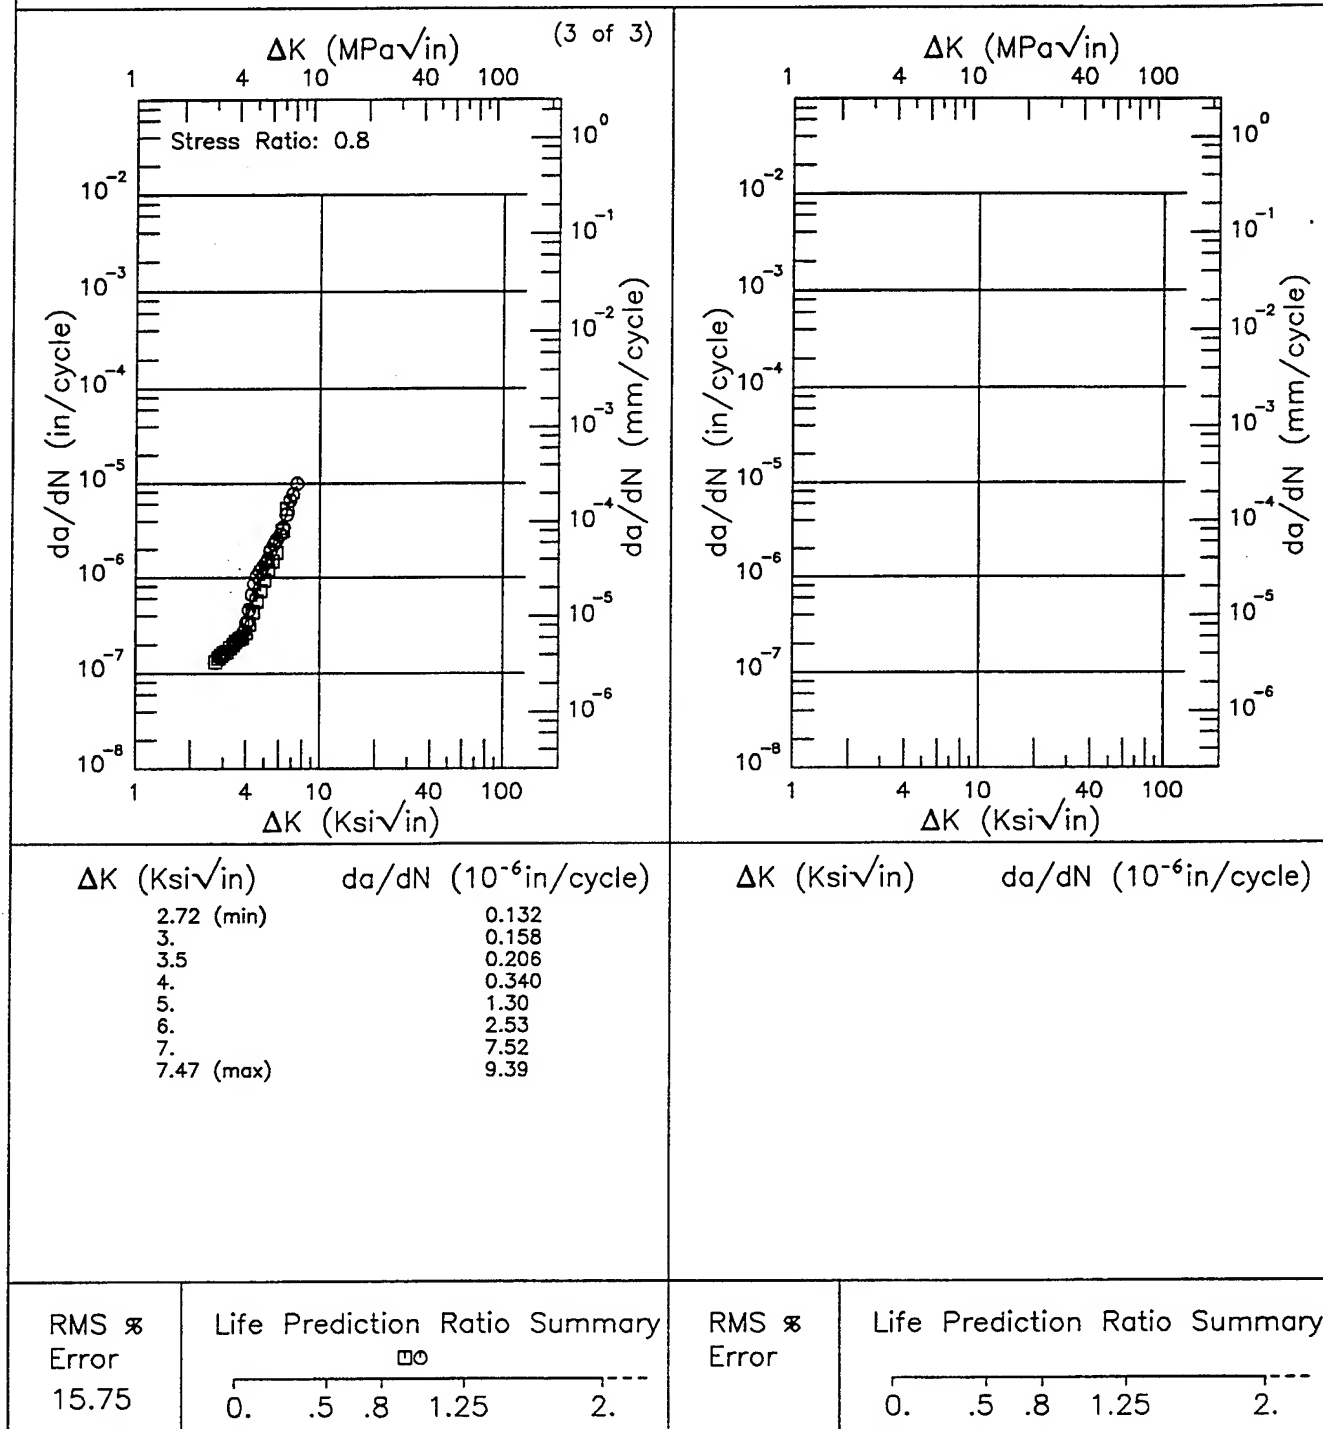 (3 of 3)
ΔK (MPa√in)
1 4 10 40 100
Stress Ratio: 0.8
da/dN (in/cycle)
10⁻²
10⁻³
10⁻⁴
10⁻⁵
10⁻⁶
10⁻⁷
10⁻⁸
10⁰
10⁻¹
10⁻²
10⁻³
10⁻⁴
10⁻⁵
10⁻⁶
da/dN (mm/cycle)
1 4 10 40 100
ΔK (Ksi√in)
ΔK (MPa√in)
1 4 10 40 100
da/dN (in/cycle)
10⁻²
10⁻³
10⁻⁴
10⁻⁵
10⁻⁶
10⁻⁷
10⁻⁸
10⁰
10⁻¹
10⁻²
10⁻³
10⁻⁴
10⁻⁵
10⁻⁶
da/dN (mm/cycle)
1 4 10 40 100
ΔK (Ksi√in)
ΔK (Ksi√in) da/dN (10⁻⁶in/cycle)
2.72 (min) 0.132
3. 0.158
3.5 0.206
4. 0.340
5. 1.30
6. 2.53
7. 7.52
7.47 (max) 9.39
ΔK (Ksi√in) da/dN (10⁻⁶in/cycle)
RMS %
Error
15.75
Life Prediction Ratio Summary
0. .5 .8 1.25 2.
RMS %
Error
Life Prediction Ratio Summary
0. .5 .8 1.25 2.